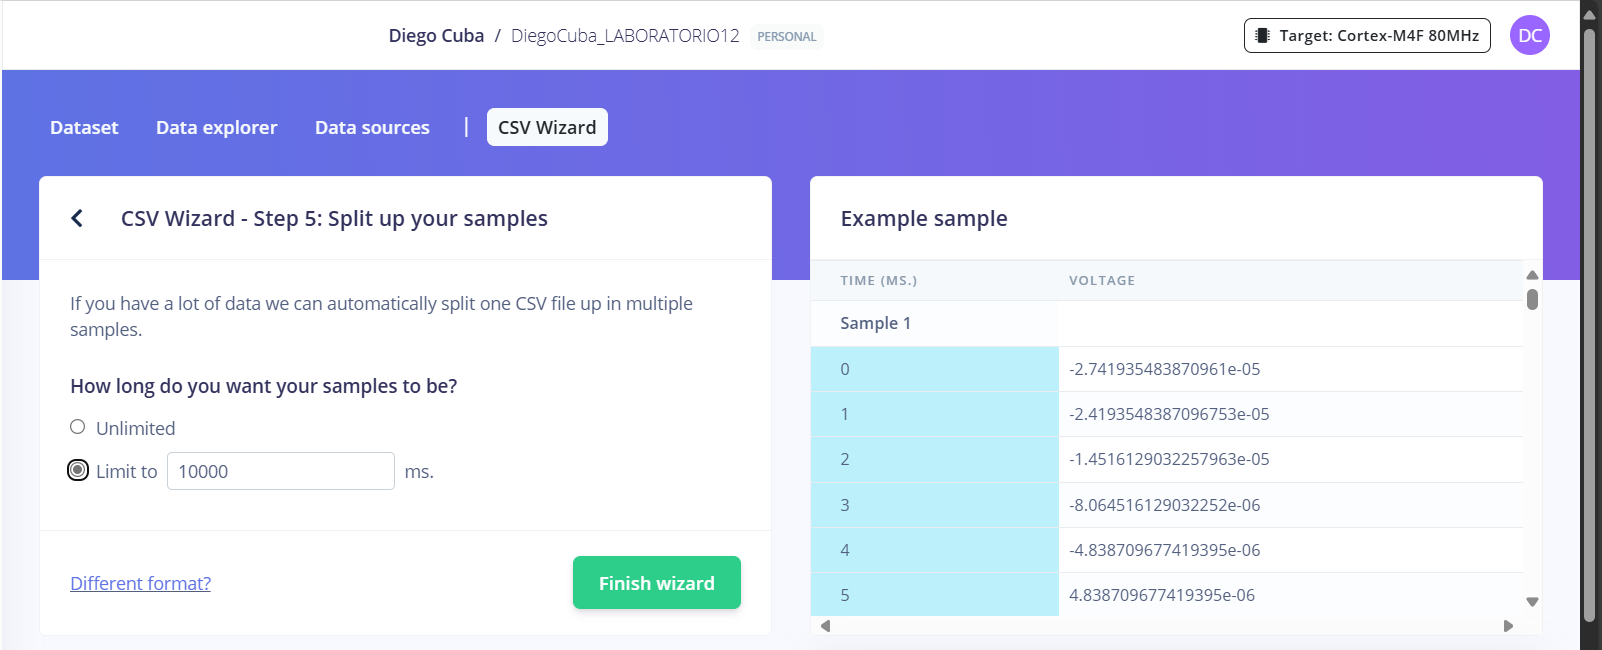 Diego Cuba / DiegoCuba_LABORATORIO12 PERSONAL
Target: Cortex-M4F 80MHz
DC
Dataset Data explorer Data sources | CSV Wizard
CSV Wizard - Step 5: Split up your samples
If you have a lot of data we can automatically split one CSV file up in multiple
samples.
How long do you want your samples to be?
Unlimited
Limit to 10000 ms.
Different format?
Finish wizard
Example sample
TIME (MS.) VOLTAGE
Sample 1
0 -2.741935483870961e-05
1 -2.4193548387096753e-05
2 -1.4516129032257963e-05
3 -8.064516129032252e-06
4 -4.838709677419395e-06
5 4.838709677419395e-06